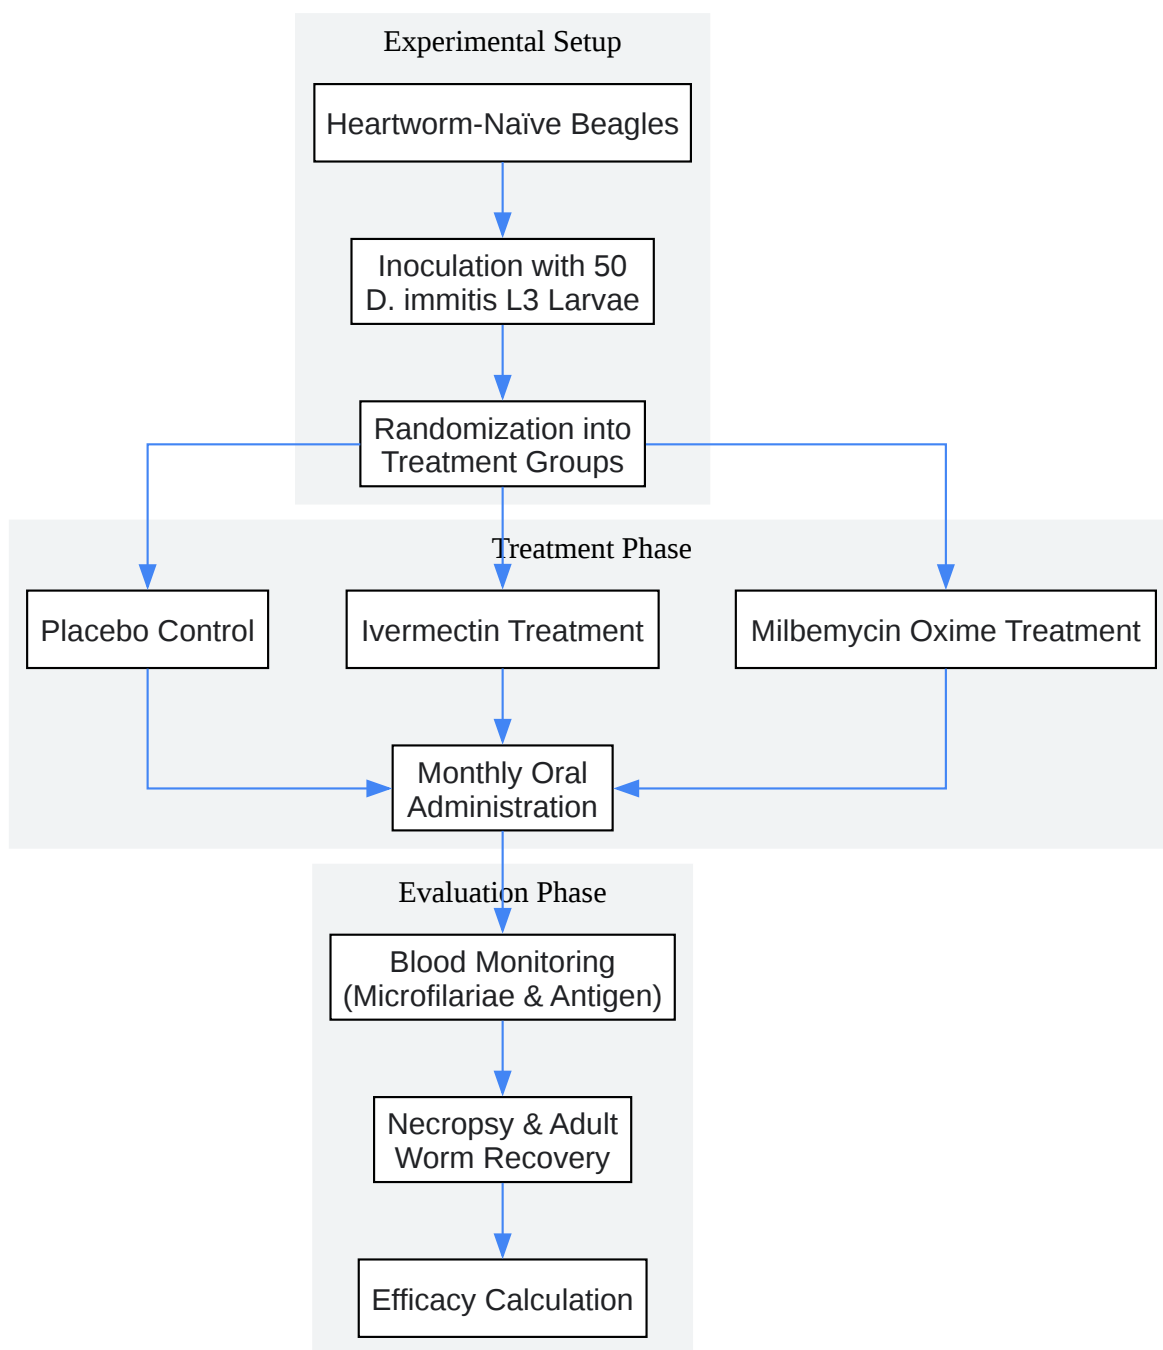 Experimental Setup
Heartworm-Naïve Beagles
Inoculation with 50
D. immitis L3 Larvae
Randomization into
Treatment Groups
Treatment Phase
Placebo Control
Ivermectin Treatment
Milbemycin Oxime Treatment
Monthly Oral
Administration
Evaluation Phase
Blood Monitoring
(Microfilariae & Antigen)
Necropsy & Adult
Worm Recovery
Efficacy Calculation